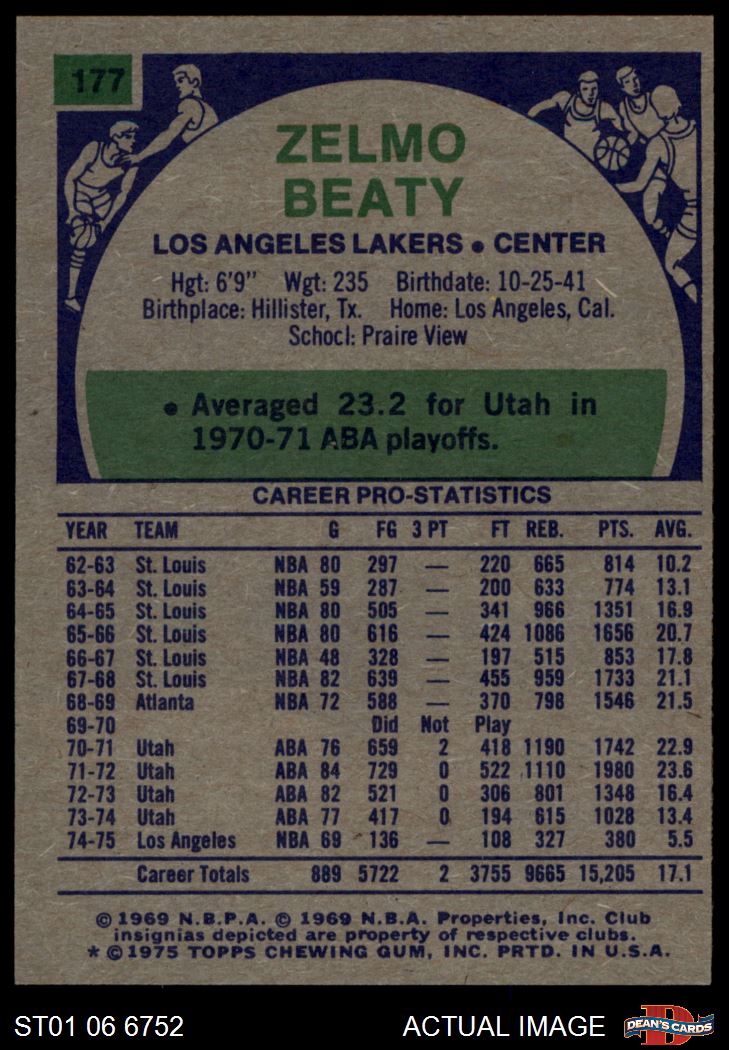 177
ZELMO
BEATY
LOS ANGELES LAKERS • CENTER
Hgt: 6'9" Wgt: 235 Birthdate: 10-25-41
Birthplace: Hillister, Tx. Home: Los Angeles, Cal.
School: Praire View
• Averaged 23.2 for Utah in
1970-71 ABA playoffs.
CAREER PRO-STATISTICS
YEAR TEAM G FG 3 PT FT REB. PTS. AVG.
62-63 St. Louis NBA 80 297 — 220 665 814 10.2
63-64 St. Louis NBA 59 287 — 200 633 774 13.1
64-65 St. Louis NBA 80 505 — 341 966 1351 16.9
65-66 St. Louis NBA 80 616 — 424 1086 1656 20.7
66-67 St. Louis NBA 48 328 — 197 515 853 17.8
67-68 St. Louis NBA 82 639 — 455 959 1733 21.1
68-69 Atlanta NBA 72 588 — 370 798 1546 21.5
69-70 Did Not Play
70-71 Utah ABA 76 659 2 418 1190 1742 22.9
71-72 Utah ABA 84 729 0 522 1110 1980 23.6
72-73 Utah ABA 82 521 0 306 801 1348 16.4
73-74 Utah ABA 77 417 0 194 615 1028 13.4
74-75 Los Angeles NBA 69 136 — 108 327 380 5.5
Career Totals 889 5722 2 3755 9665 15,205 17.1
© 1969 N.B.P.A. © 1969 N.B.A. Properties, Inc. Club
insignias depicted are property of respective clubs.
* © 1975 TOPPS CHEWING GUM, INC. PRTD. IN U.S.A.
ST01 06 6752 ACTUAL IMAGE D DEAN'S CARDS